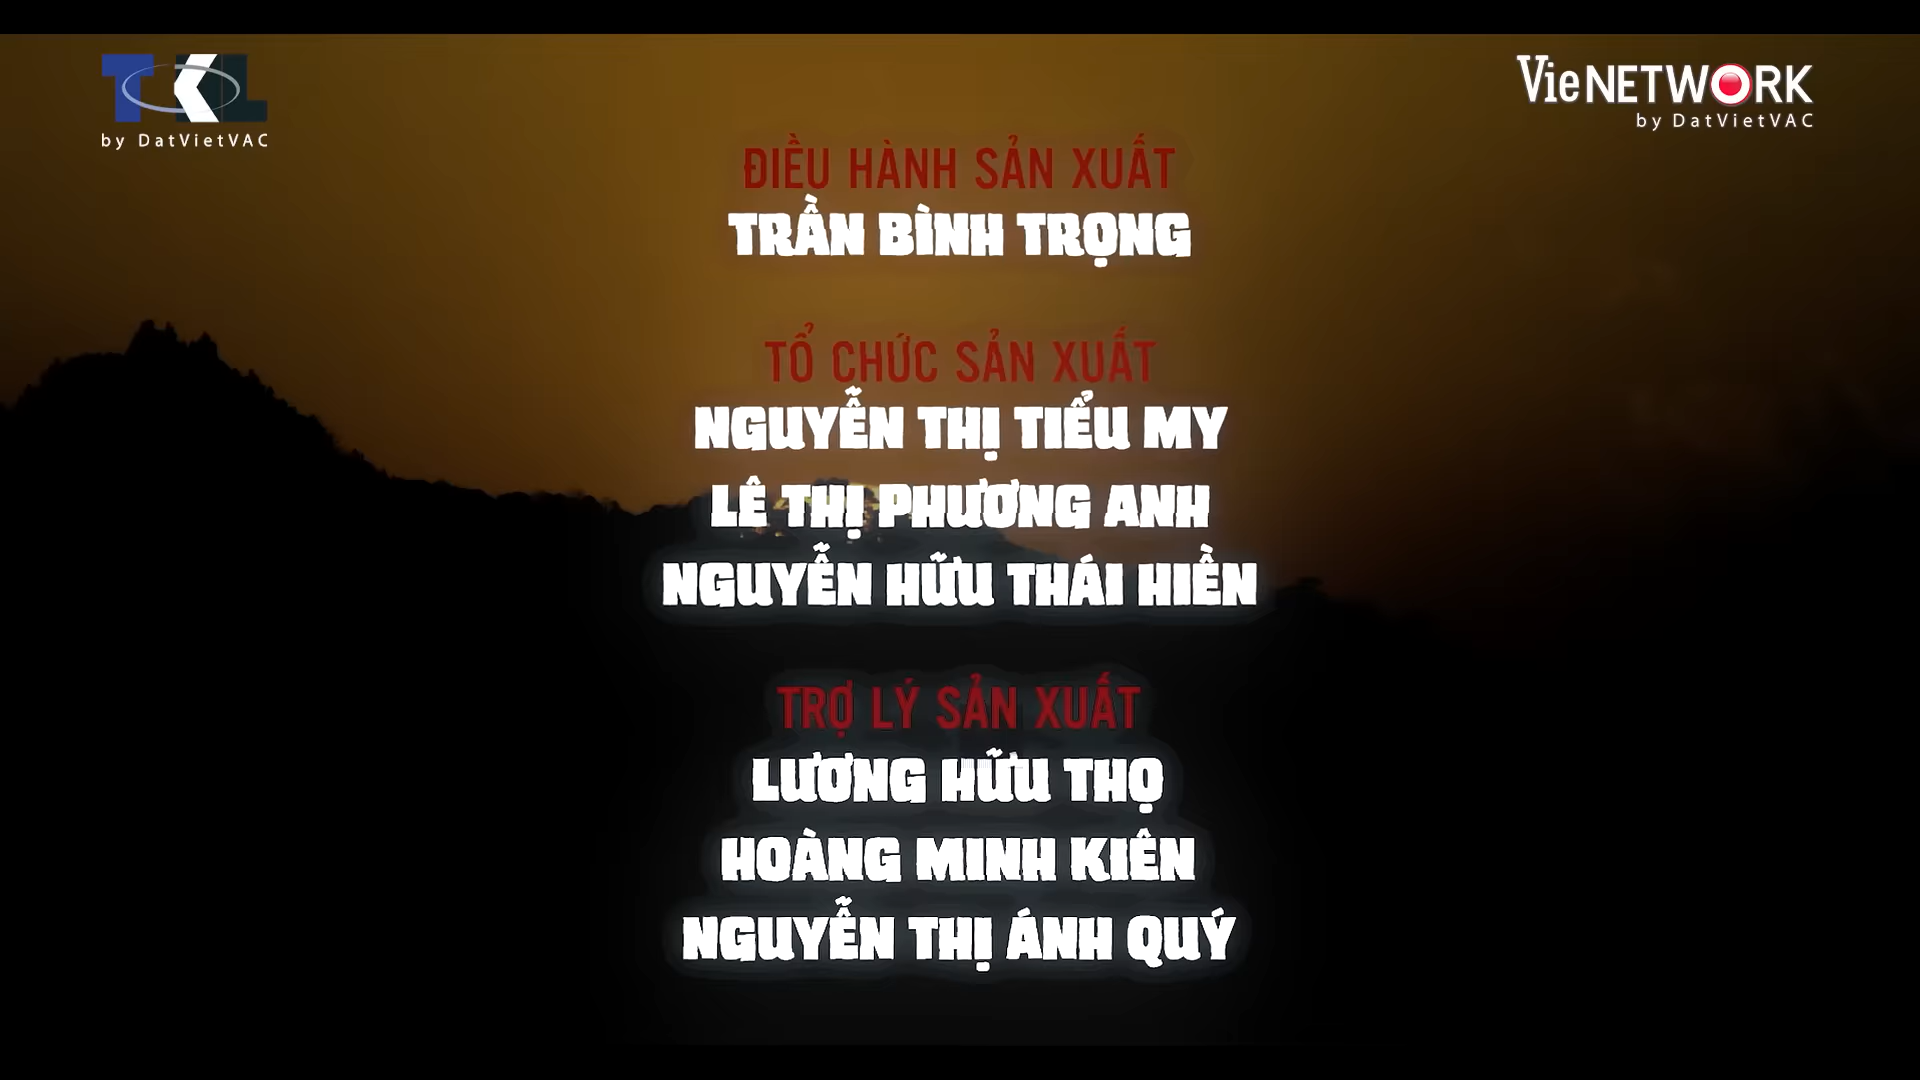 TKL
by DatVietVAC
VieNETWORK
by DatVietVAC
ĐIỀU HÀNH SẢN XUẤT
TRẦN BÌNH TRỌNG
TỔ CHỨC SẢN XUẤT
NGUYỄN THỊ TIỂU MY
LÊ THỊ PHƯƠNG ANH
NGUYỄN HỮU THÁI HIỀN
TRỢ LÝ SẢN XUẤT
LƯƠNG HỮU THỌ
HOÀNG MINH KIÊN
NGUYỄN THỊ ÁNH QUÝ